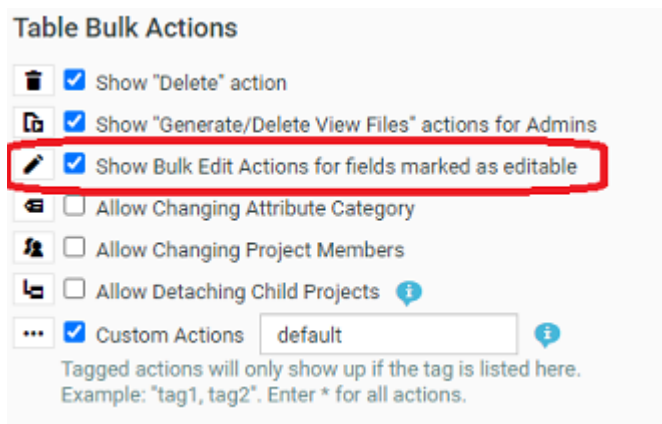 Table Bulk Actions
Show "Delete" action
Show "Generate/Delete View Files" actions for Admins
Show Bulk Edit Actions for fields marked as editable
Allow Changing Attribute Category
Allow Changing Project Members
Allow Detaching Child Projects
Custom Actions default
Tagged actions will only show up if the tag is listed here.
Example: "tag1, tag2". Enter * for all actions.